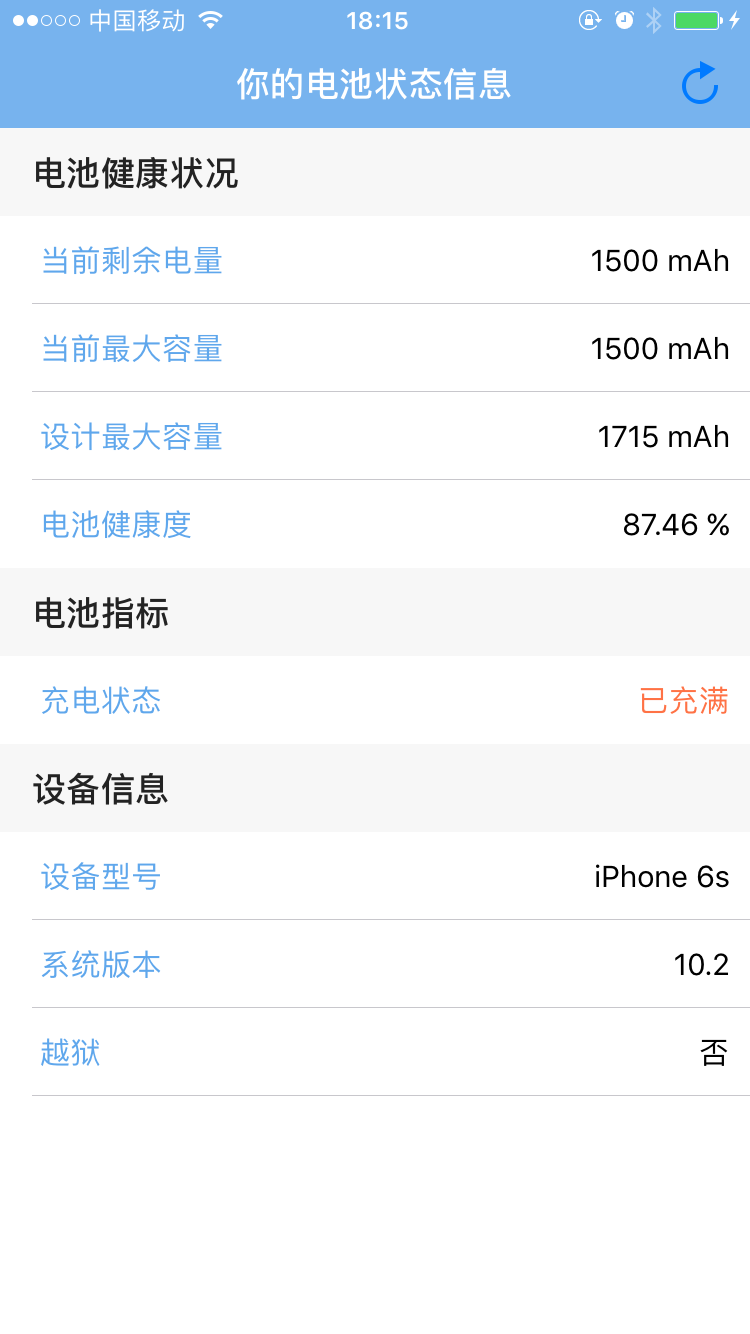 中国移动 18:15
你的电池状态信息
电池健康状况
当前剩余电量 1500 mAh
当前最大容量 1500 mAh
设计最大容量 1715 mAh
电池健康度 87.46 %
电池指标
充电状态 已充满
设备信息
设备型号 iPhone 6s
系统版本 10.2
越狱 否